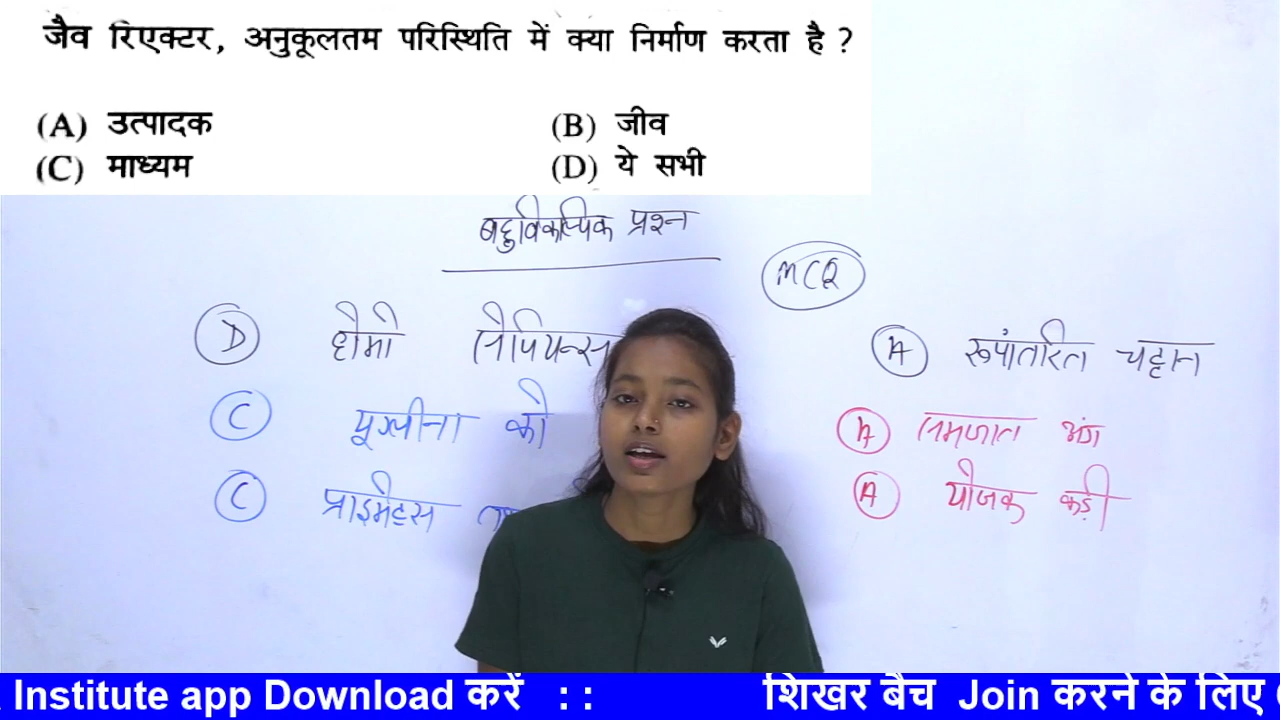 जैव रिएक्टर, अनुकूलतम परिस्थिति में क्या निर्माण करता है ?
(A) उत्पादक (B) जीव
(C) माध्यम (D) ये सभी
बहुविकल्पिक प्रश्न
MCQ
D होमो सेपियन्स
A रूपांतरित चट्टान
C यूग्लीना को
A समजात अंग
C प्राइमेट्स
A योजक कड़ी
Institute app Download करें : : शिखर बैच Join करने के लिए